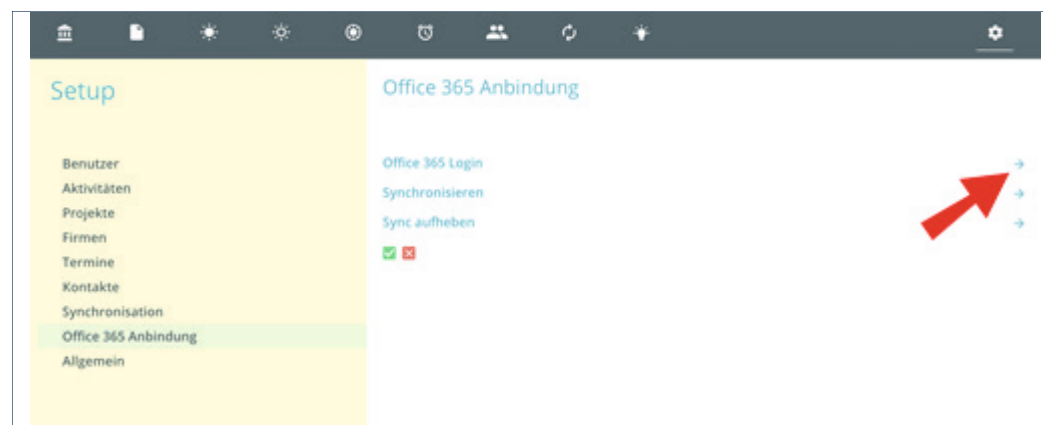 Setup
Benutzer
Aktivitäten
Projekte
Firmen
Termine
Kontakte
Synchronisation
Office 365 Anbindung
Allgemein
Office 365 Anbindung
Office 365 Login
Synchronisieren
Sync aufheben